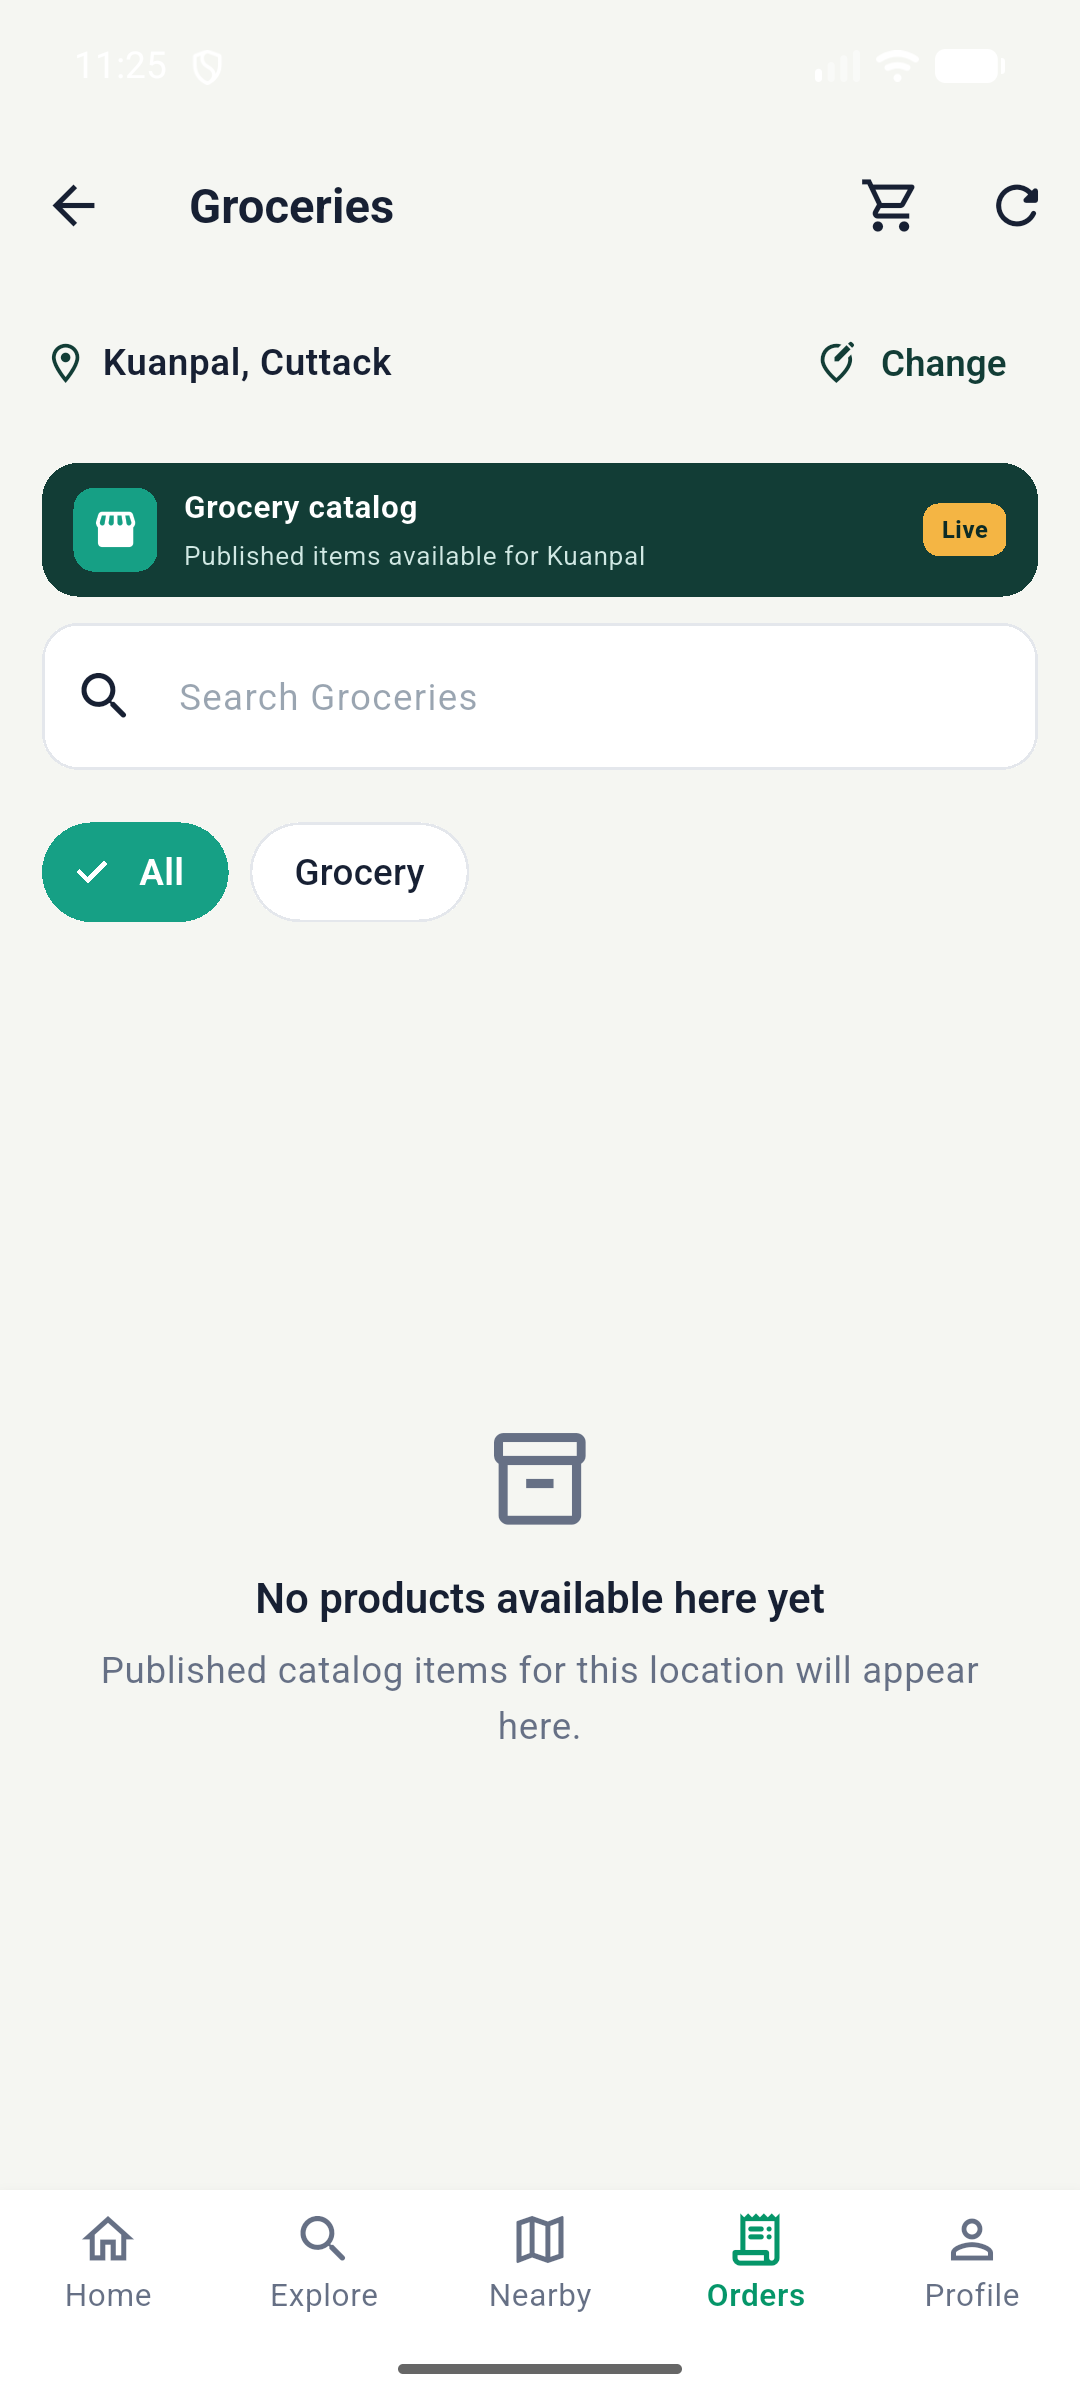 11:25
Groceries
Kuanpal, Cuttack
Change
Grocery catalog
Published items available for Kuanpal
Live
Search Groceries
All
Grocery
No products available here yet
Published catalog items for this location will appear
here.
Home
Explore
Nearby
Orders
Profile